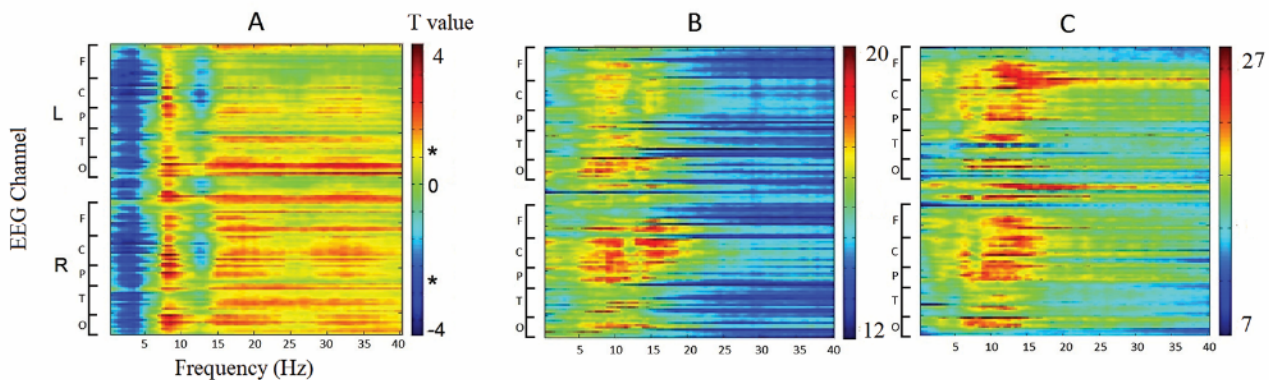 A T value B C
4 20 27
F F F
C C C
L
P P P
T T T
*
O O O
0
EEG Channel
F F F
C C C
R
P P P
*
T T T
O O O
-4 12 7
5 10 15 20 25 30 35 40 5 10 15 20 25 30 35 40 5 10 15 20 25 30 35 40
Frequency (Hz)